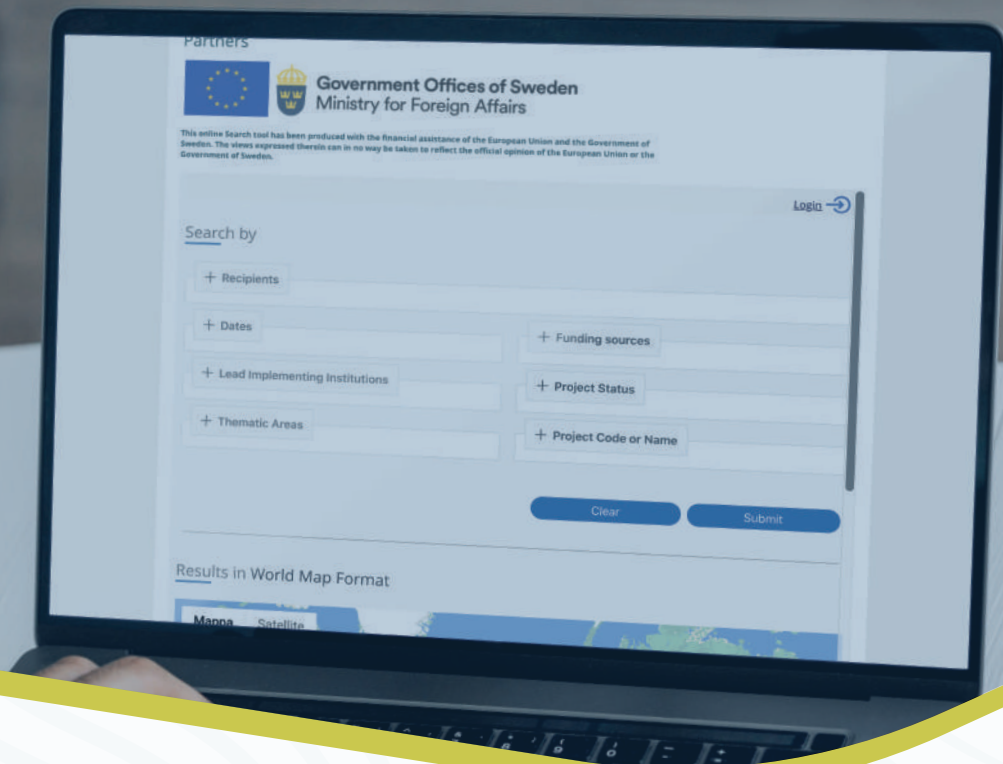 Partners
Government Offices of Sweden
Ministry for Foreign Affairs
This online Search tool has been produced with the financial assistance of the European Union and the Government of
Sweden. The views expressed therein can in no way be taken to reflect the official opinion of the European Union or the
Government of Sweden.
Login
Search by
+ Recipients
+ Dates
+ Funding sources
+ Lead Implementing Institutions
+ Project Status
+ Thematic Areas
+ Project Code or Name
Clear
Submit
Results in World Map Format
Mappa Satellite